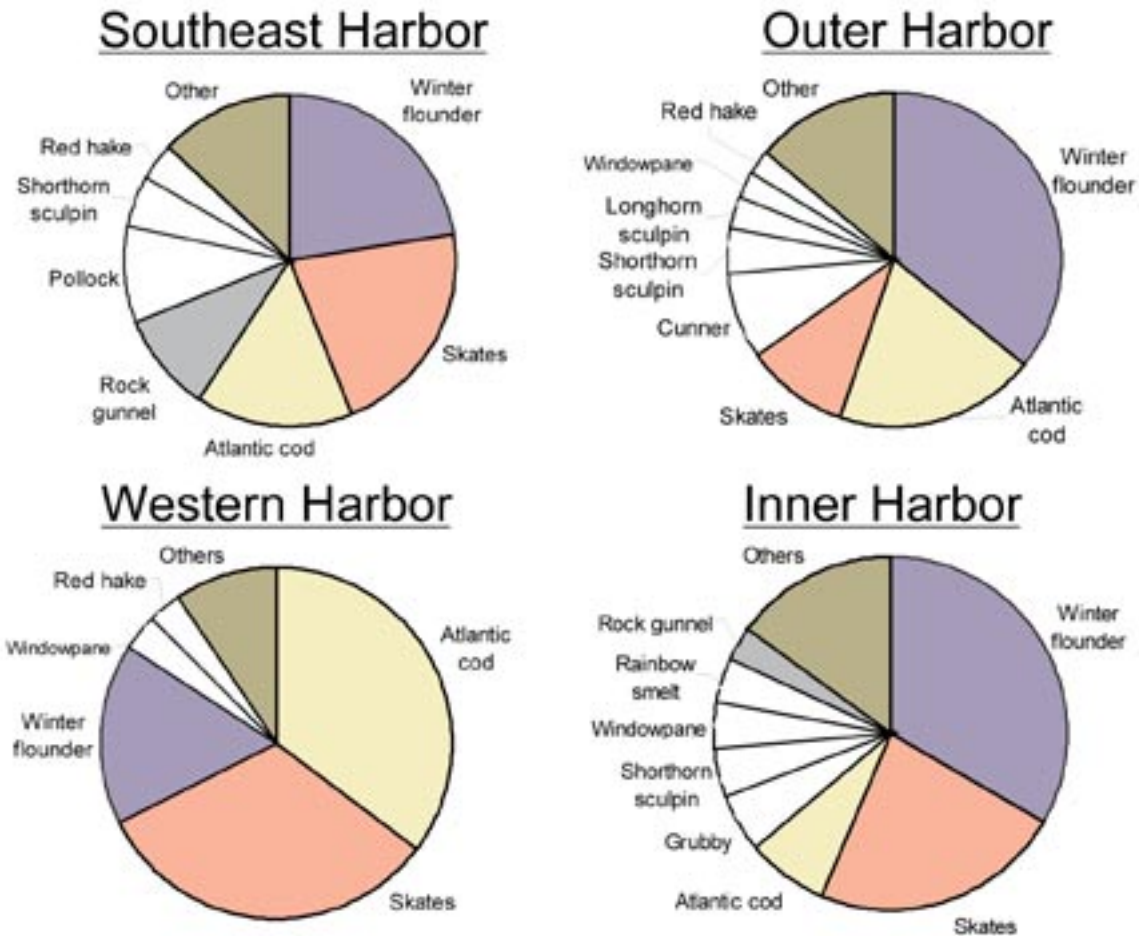 Southeast Harbor
Other
Winter
flounder
Red hake
Shorthorn
sculpin
Pollock
Skates
Rock
gunnel
Atlantic cod
Outer Harbor
Other
Red hake
Winter
flounder
Windowpane
Longhorn
sculpin
Shorthorn
sculpin
Cunner
Skates
Atlantic
cod
Western Harbor
Others
Red hake
Atlantic
cod
Windowpane
Winter
flounder
Skates
Inner Harbor
Others
Rock gunnel
Winter
flounder
Rainbow
smelt
Windowpane
Shorthorn
sculpin
Grubby
Atlantic cod
Skates